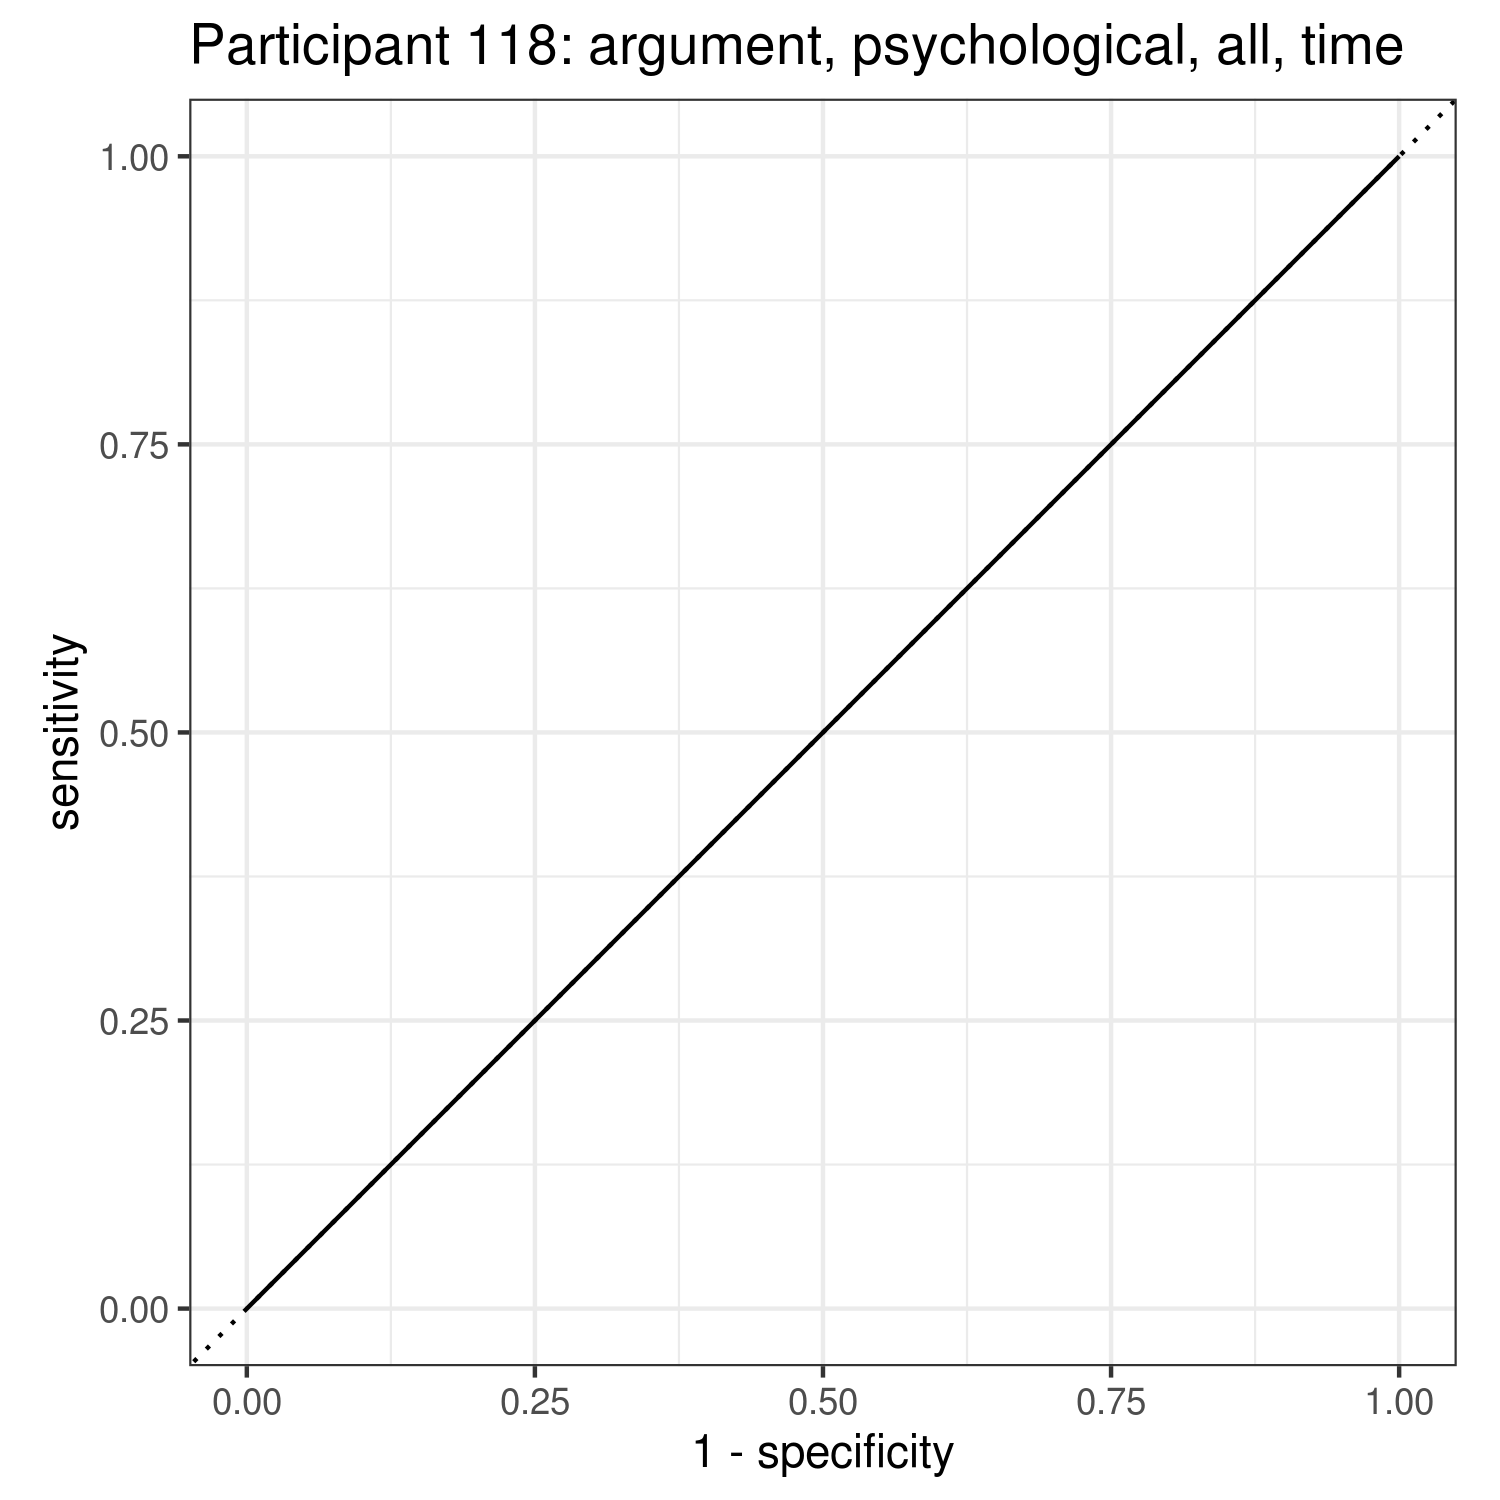 Participant 118: argument, psychological, all, time
1.00
0.75
0.50
0.25
0.00
sensitivity
0.00 0.25 0.50 0.75 1.00
1 - specificity